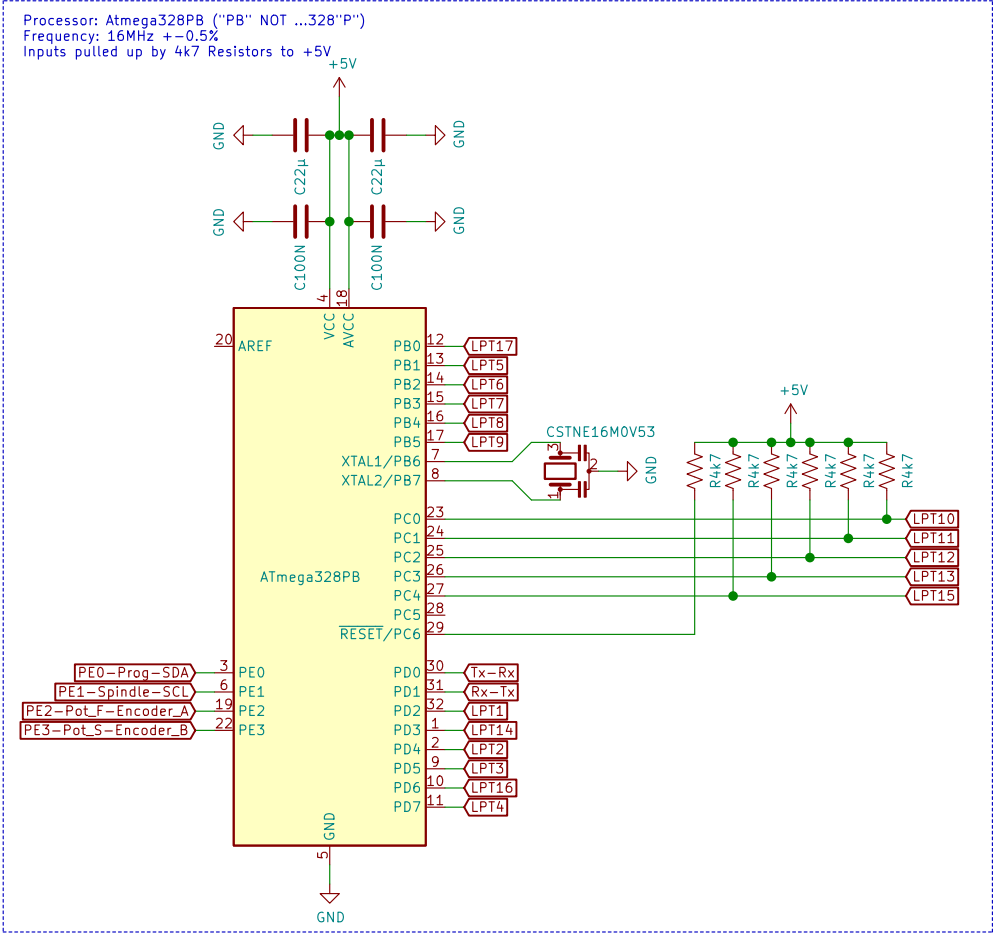 Processor: Atmega328PB ("PB" NOT ...328"P")
Frequency: 16MHz +-0.5%
Inputs pulled up by 4k7 Resistors to +5V
+5V
GND
C22µ
C22µ
GND
GND
C100N
C100N
GND
4
18
VCC
AVCC
20 AREF
PB0 12 LPT17
PB1 13 LPT5
PB2 14 LPT6
PB3 15 LPT7
PB4 16 LPT8
PB5 17 LPT9
XTAL1/PB6 7
XTAL2/PB7 8
CSTNE16M0V53
3
2
1
GND
+5V
R4k7
R4k7
R4k7
R4k7
R4k7
R4k7
PC0 23 LPT10
PC1 24 LPT11
PC2 25 LPT12
PC3 26 LPT13
ATmega328PB
PC4 27 LPT15
PC5 28
RESET/PC6 29
PE0-Prog-SDA 3 PE0
PE1-Spindle-SCL 6 PE1
PE2-Pot_F-Encoder_A 19 PE2
PE3-Pot_S-Encoder_B 22 PE3
PD0 30 Tx-Rx
PD1 31 Rx-Tx
PD2 32 LPT1
PD3 1 LPT14
PD4 2 LPT2
PD5 9 LPT3
PD6 10 LPT16
PD7 11 LPT4
GND
5
GND